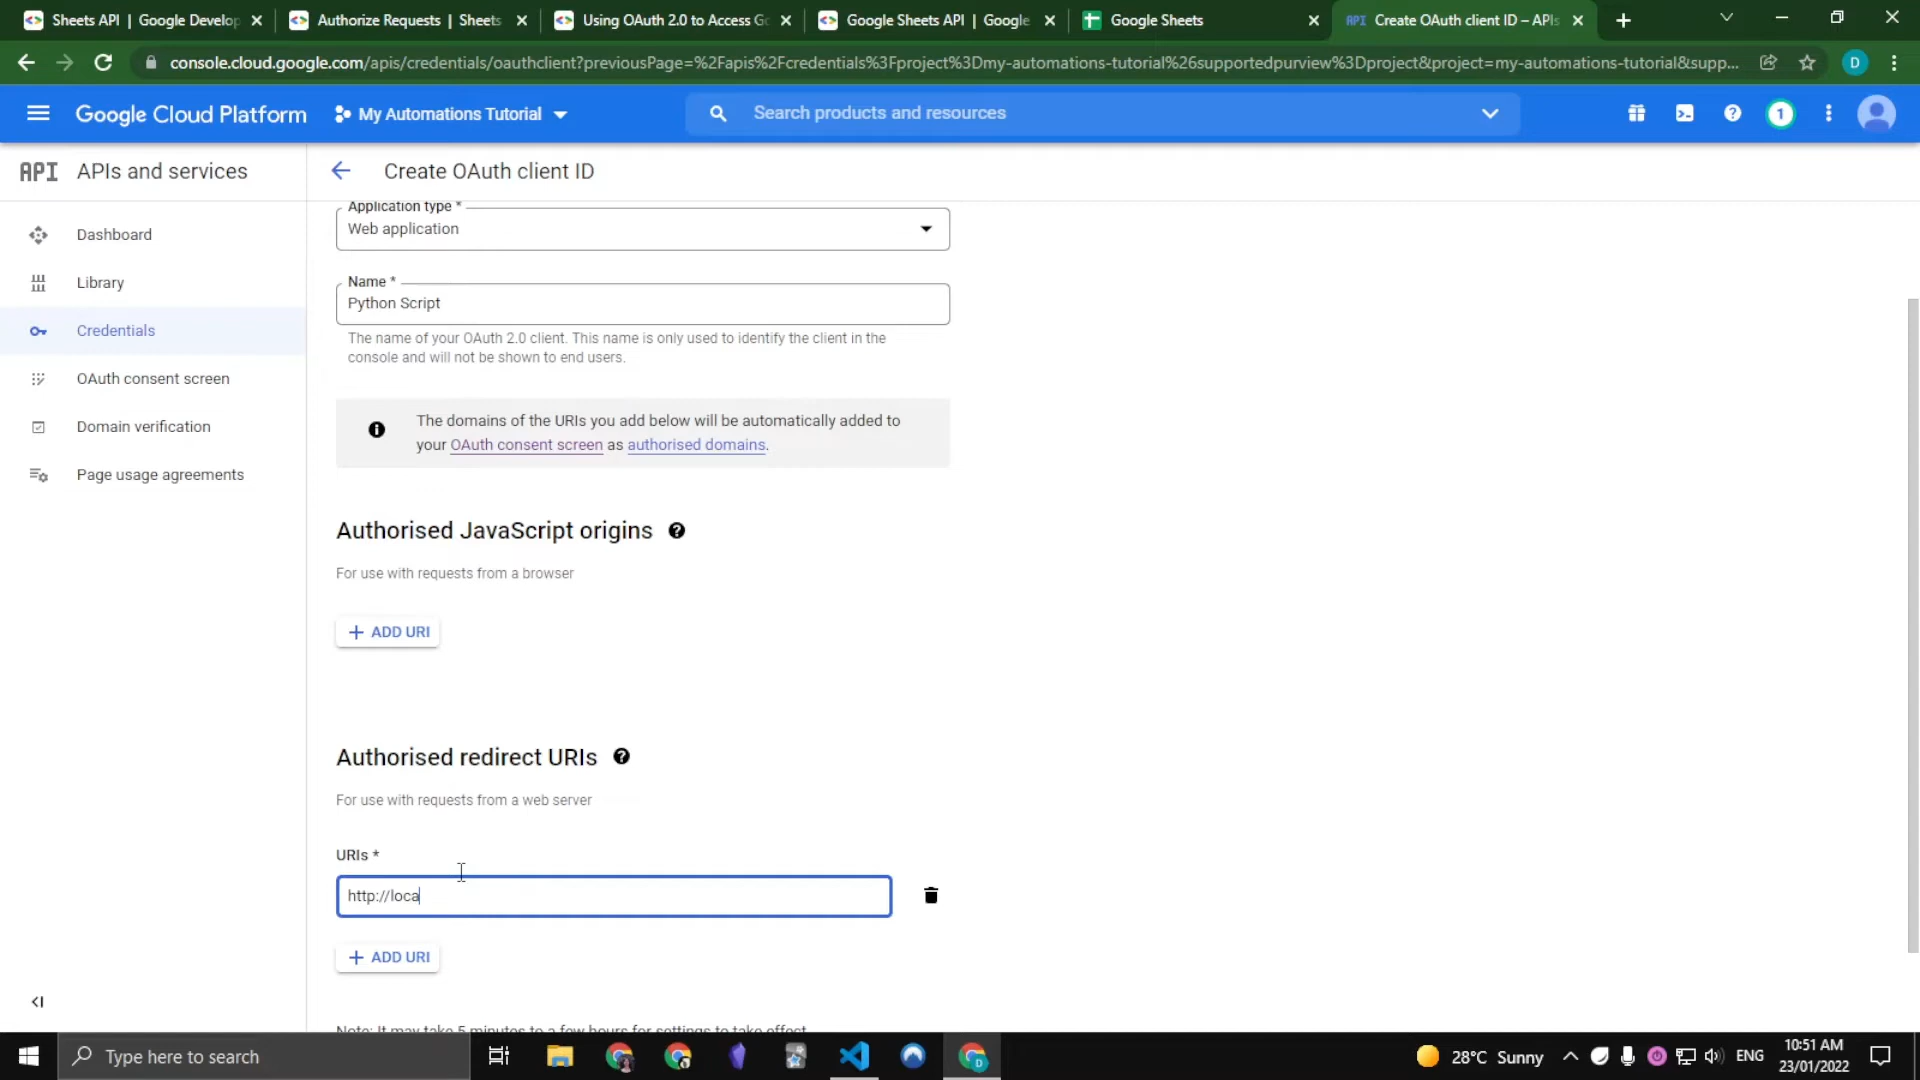 Sheets API | Google Develop
Authorize Requests | Sheets
Using OAuth 2.0 to Access Go
Google Sheets API | Google
Google Sheets
API Create OAuth client ID – APIs
console.cloud.google.com/apis/credentials/oauthclient?previousPage=%2Fapis%2Fcredentials%3Fproject%3Dmy-automations-tutorial%26supportedpurview%3Dproject&project=my-automations-tutorial&supp...
D
Google Cloud Platform
My Automations Tutorial
Search products and resources
1
API APIs and services
Create OAuth client ID
Dashboard
Library
Credentials
OAuth consent screen
Domain verification
Page usage agreements
Application type *
Web application
Name *
Python Script
The name of your OAuth 2.0 client. This name is only used to identify the client in the
console and will not be shown to end users.
The domains of the URIs you add below will be automatically added to
your OAuth consent screen as authorised domains.
Authorised JavaScript origins
For use with requests from a browser
+ ADD URI
Authorised redirect URIs
For use with requests from a web server
URIs *
http://loca
+ ADD URI
Note: It may take 5 minutes to a few hours for settings to take effect
Type here to search
D
28°C Sunny
ENG
10:51 AM
23/01/2022